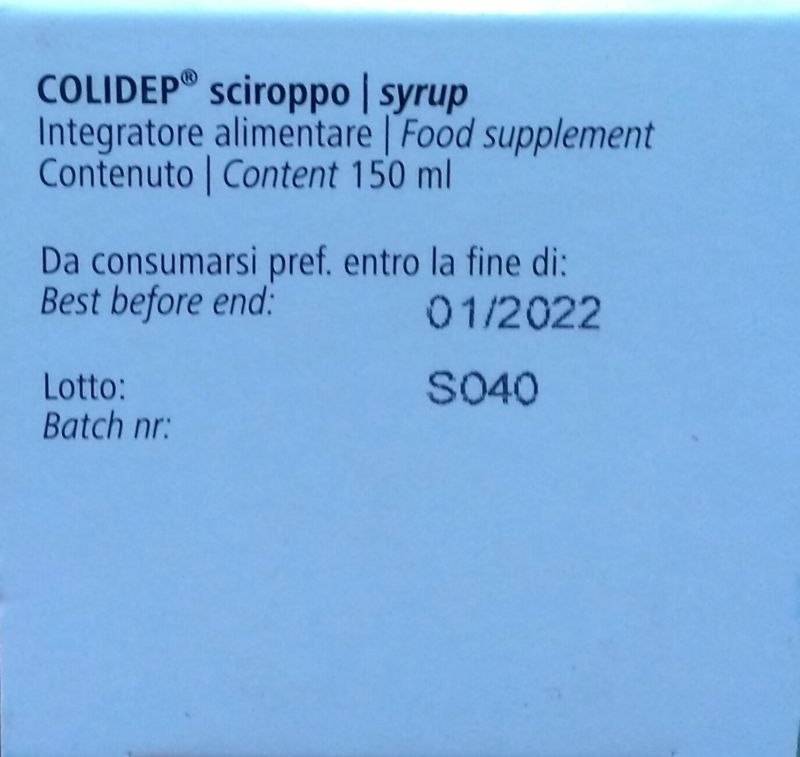 COLIDEP® sciroppo | syrup
Integratore alimentare | Food supplement
Contenuto | Content 150 ml
Da consumarsi pref. entro la fine di:
Best before end: 01/2022
Lotto: S040
Batch nr: